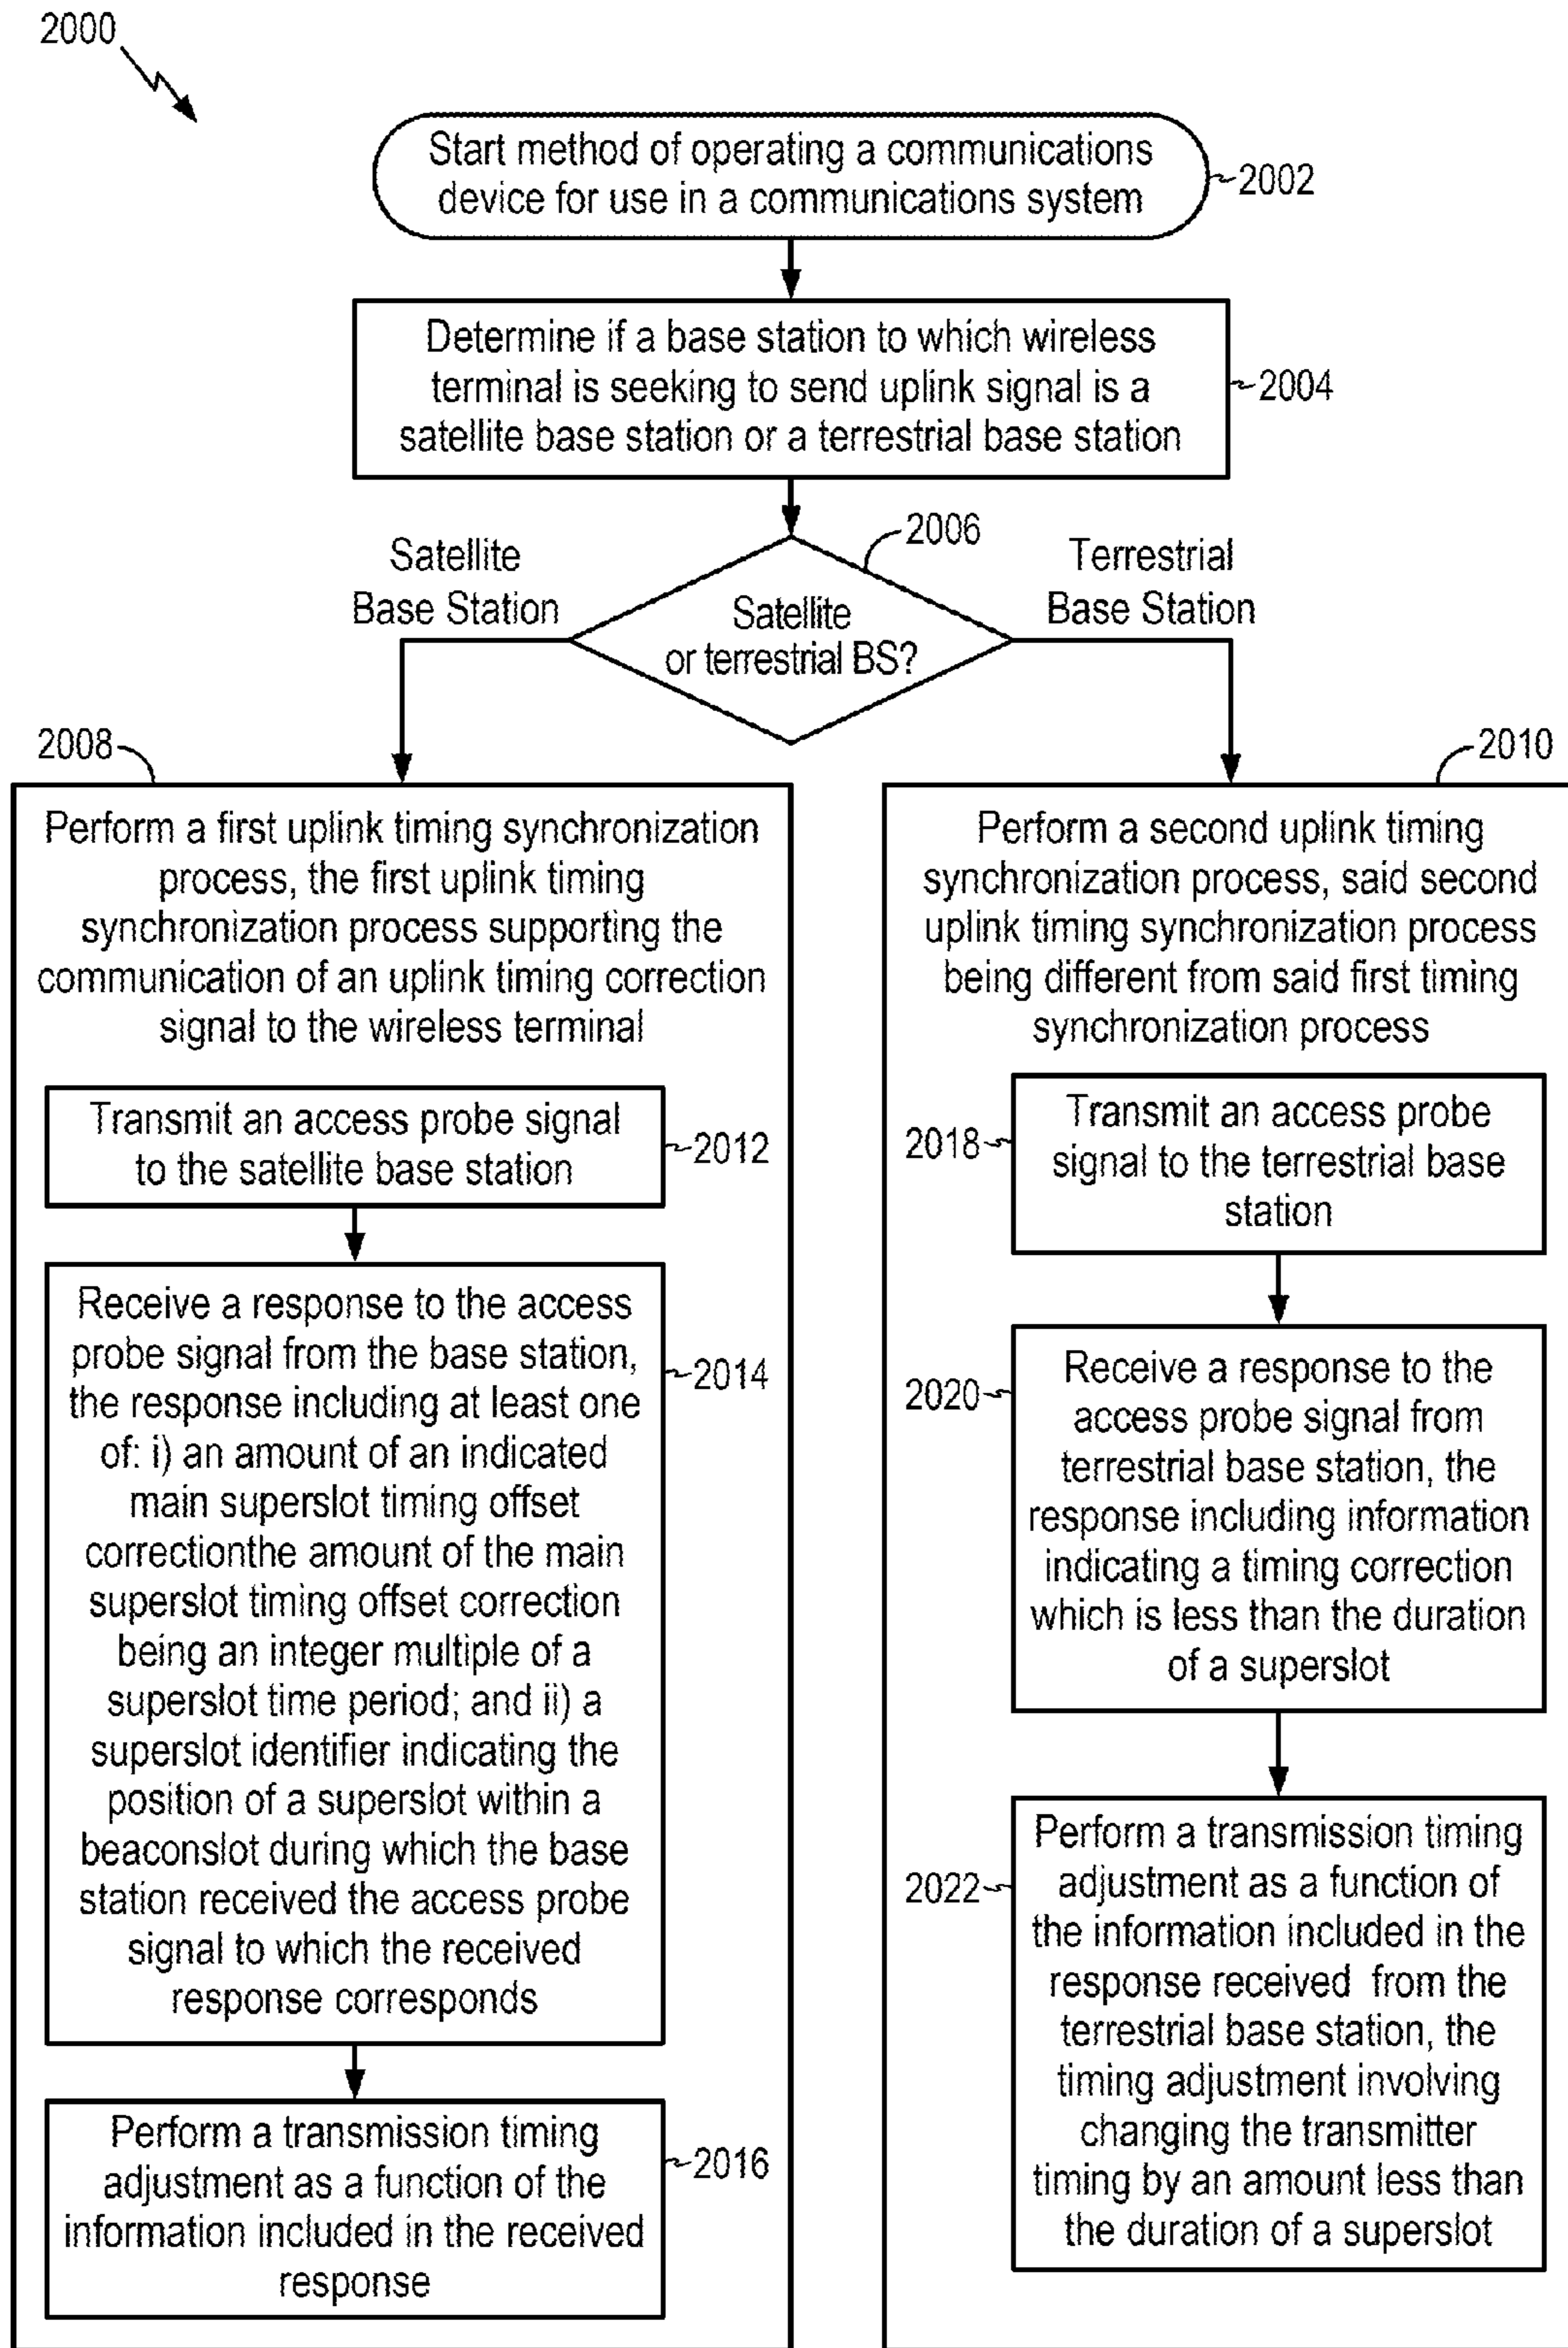 2000
Start method of operating a communications
device for use in a communications system
2002
Determine if a base station to which wireless
terminal is seeking to send uplink signal is a
satellite base station or a terrestrial base station
2004
2006
Satellite
Base Station
Satellite
or terrestrial BS?
Terrestrial
Base Station
2008
Perform a first uplink timing synchronization
process, the first uplink timing
synchronization process supporting the
communication of an uplink timing correction
signal to the wireless terminal
Transmit an access probe signal
to the satellite base station
2012
Receive a response to the access
probe signal from the base station,
the response including at least one
of: i) an amount of an indicated
main superslot timing offset
correctionthe amount of the main
superslot timing offset correction
being an integer multiple of a
superslot time period; and ii) a
superslot identifier indicating the
position of a superslot within a
beaconslot during which the base
station received the access probe
signal to which the received
response corresponds
2014
Perform a transmission timing
adjustment as a function of the
information included in the received
response
2016
2010
Perform a second uplink timing
synchronization process, said second
uplink timing synchronization process
being different from said first timing
synchronization process
2018
Transmit an access probe
signal to the terrestrial base
station
2020
Receive a response to the
access probe signal from
terrestrial base station, the
response including information
indicating a timing correction
which is less than the duration
of a superslot
2022
Perform a transmission timing
adjustment as a function of
the information included in the
response received from the
terrestrial base station, the
timing adjustment involving
changing the transmitter
timing by an amount less than
the duration of a superslot